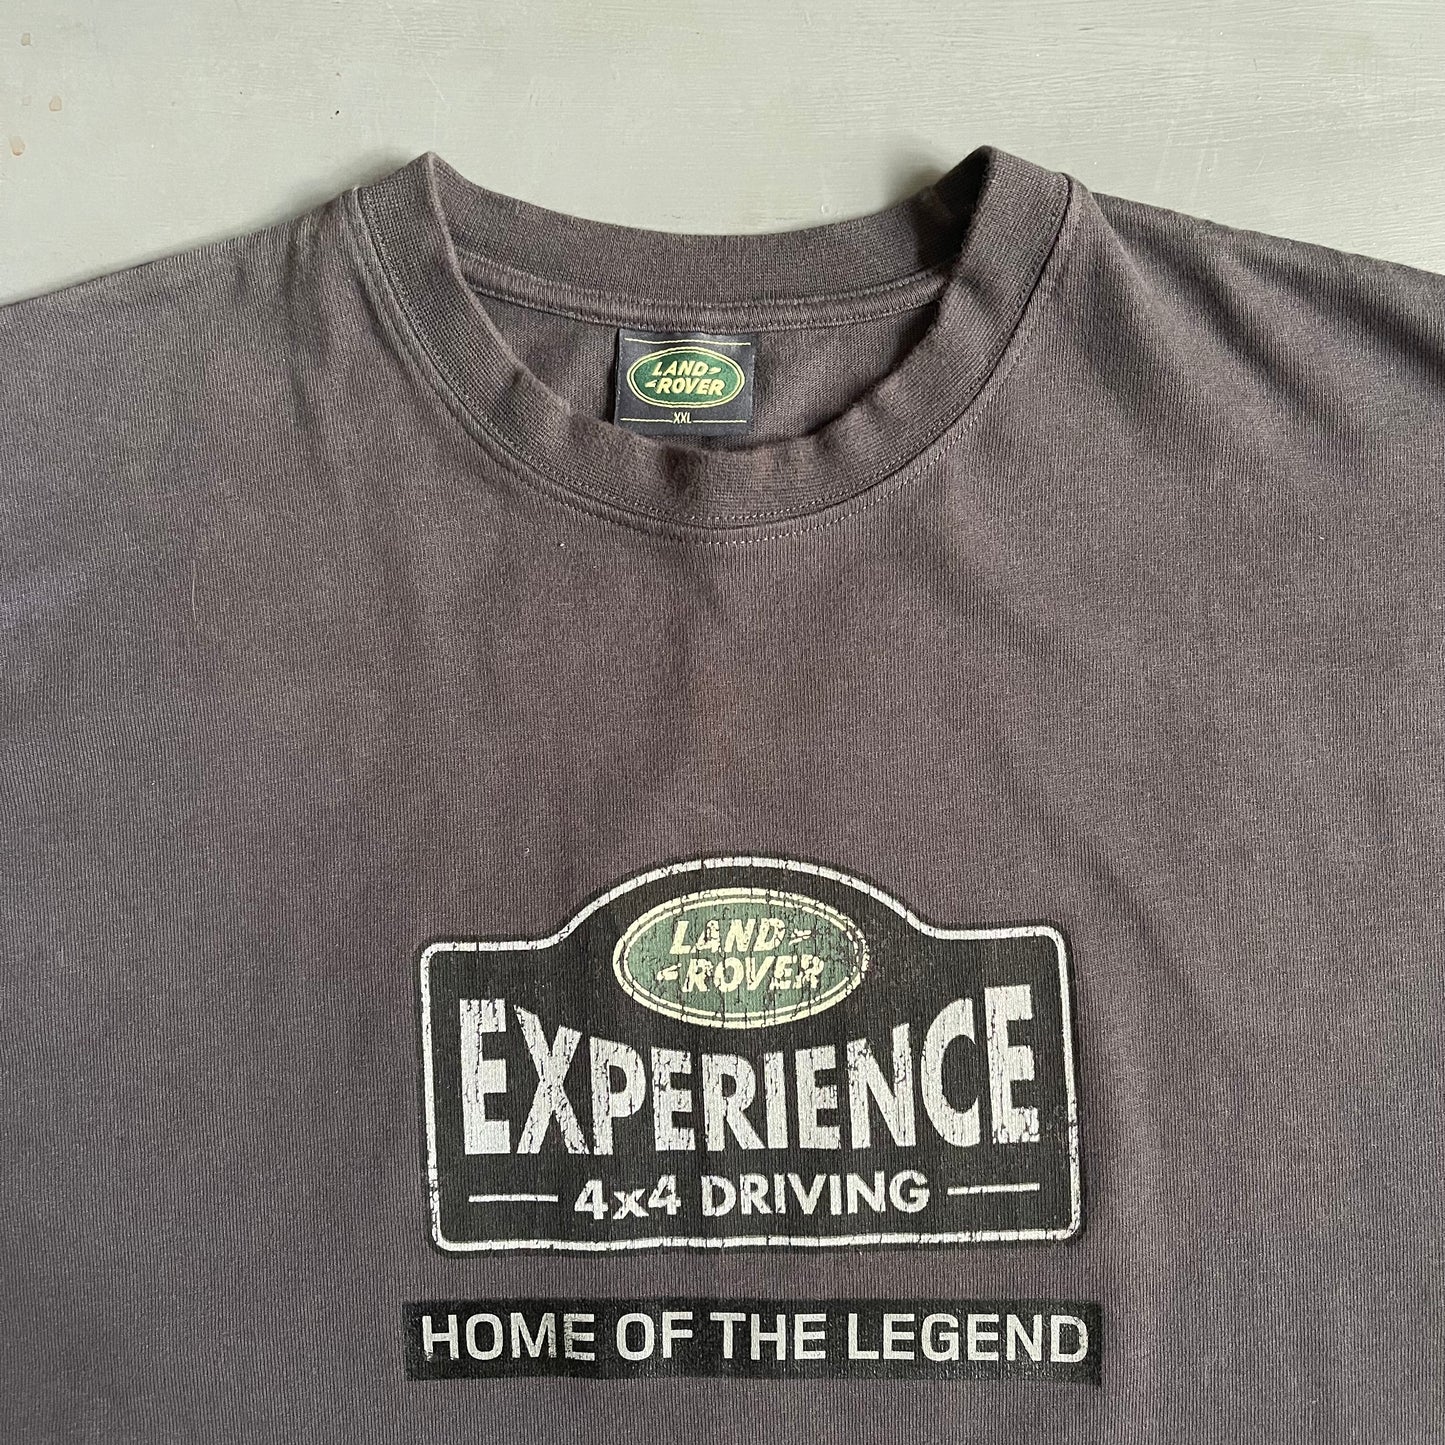 LAND
ROVER
XXL
LAND
ROVER
EXPERIENCE
4x4 DRIVING
HOME OF THE LEGEND